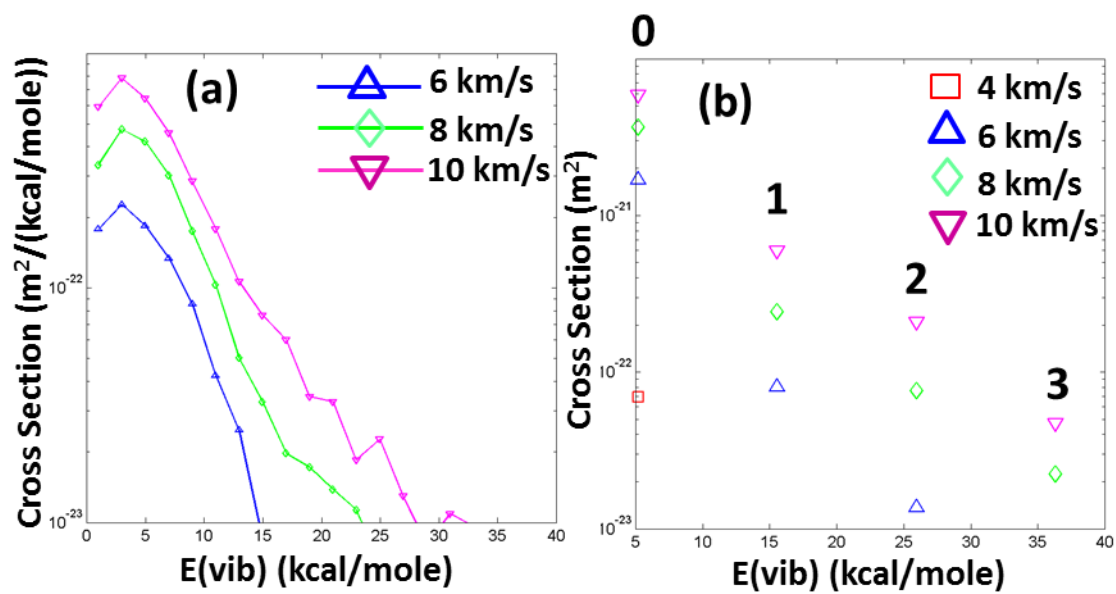 (a)
6 km/s
8 km/s
10 km/s
Cross Section (m²/(kcal/mole))
10⁻²²
10⁻²³
0 5 10 15 20 25 30 35 40
E(vib) (kcal/mole)
0
(b)
4 km/s
6 km/s
8 km/s
10 km/s
1
2
3
Cross Section (m²)
10⁻²¹
10⁻²²
10⁻²³
5 10 15 20 25 30 35 40
E(vib) (kcal/mole)